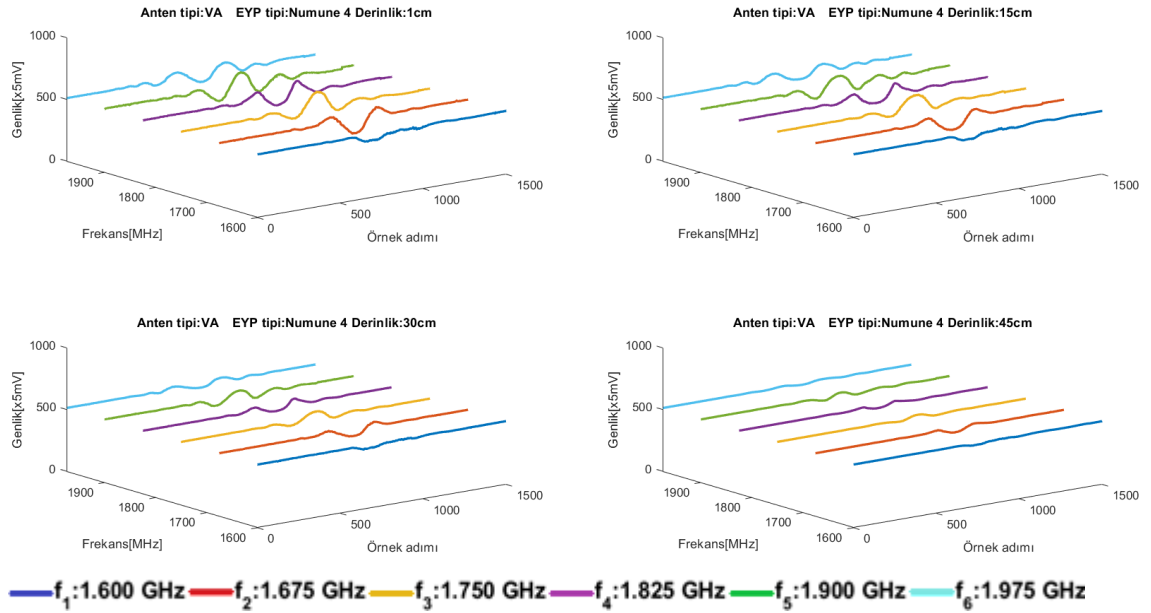 Anten tipi:VA EYP tipi:Numune 4 Derinlik:1cm
1000
500
0
Genlik[x5mV]
1900
1800
1700
1600
Frekans[MHz]
0
500
1000
1500
Örnek adımı
Anten tipi:VA EYP tipi:Numune 4 Derinlik:15cm
1000
500
0
Genlik[x5mV]
1900
1800
1700
1600
Frekans[MHz]
0
500
1000
1500
Örnek adımı
Anten tipi:VA EYP tipi:Numune 4 Derinlik:30cm
1000
500
0
Genlik[x5mV]
1900
1800
1700
1600
Frekans[MHz]
0
500
1000
1500
Örnek adımı
Anten tipi:VA EYP tipi:Numune 4 Derinlik:45cm
1000
500
0
Genlik[x5mV]
1900
1800
1700
1600
Frekans[MHz]
0
500
1000
1500
Örnek adımı
f₁:1.600 GHz f₂:1.675 GHz f₃:1.750 GHz f₄:1.825 GHz f₅:1.900 GHz f₆:1.975 GHz